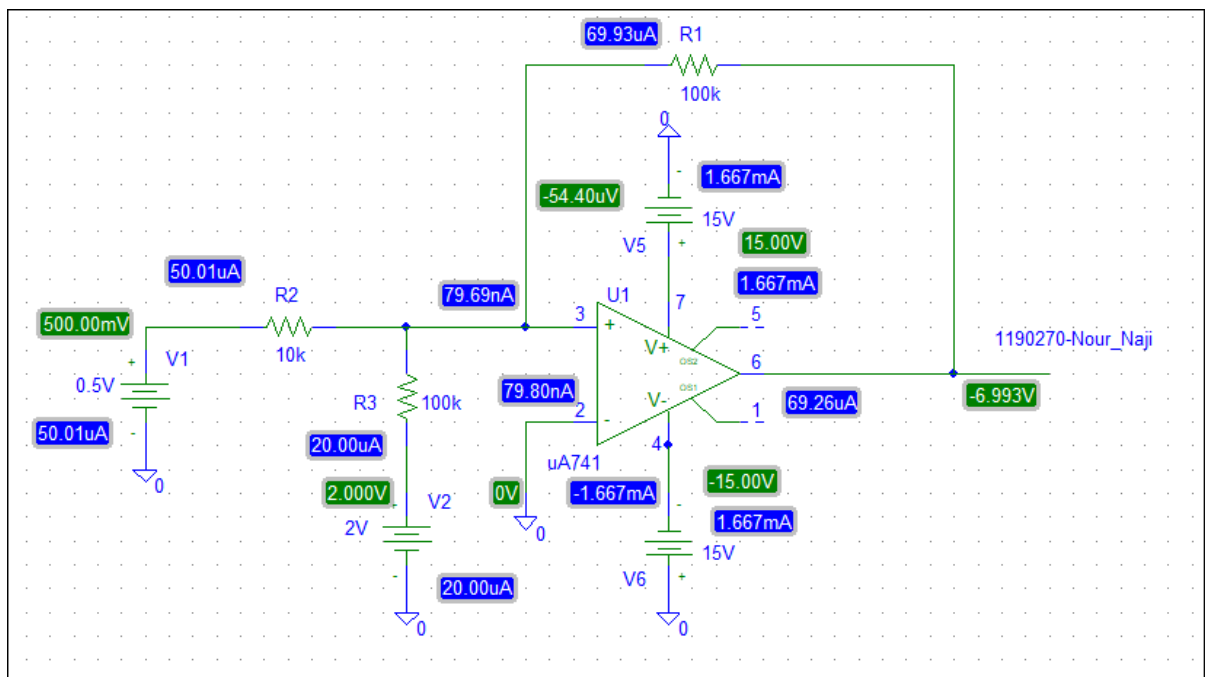 69.93uA
R1
100k
0
-
1.667mA
-54.40uV
15V
V5
+
15.00V
1.667mA
50.01uA
R2
79.69nA
U1
7
5
500.00mV
3
+
V+
OS2
1190270-Nour_Naji
+
V1
10k
6
0.5V
R3
100k
79.80nA
V-
OS1
-6.993V
2
-
1
69.26uA
50.01uA
-
20.00uA
4
uA741
0
2.000V
+
V2
0V
-1.667mA
-
-15.00V
2V
0
1.667mA
15V
-
20.00uA
V6
+
0
0